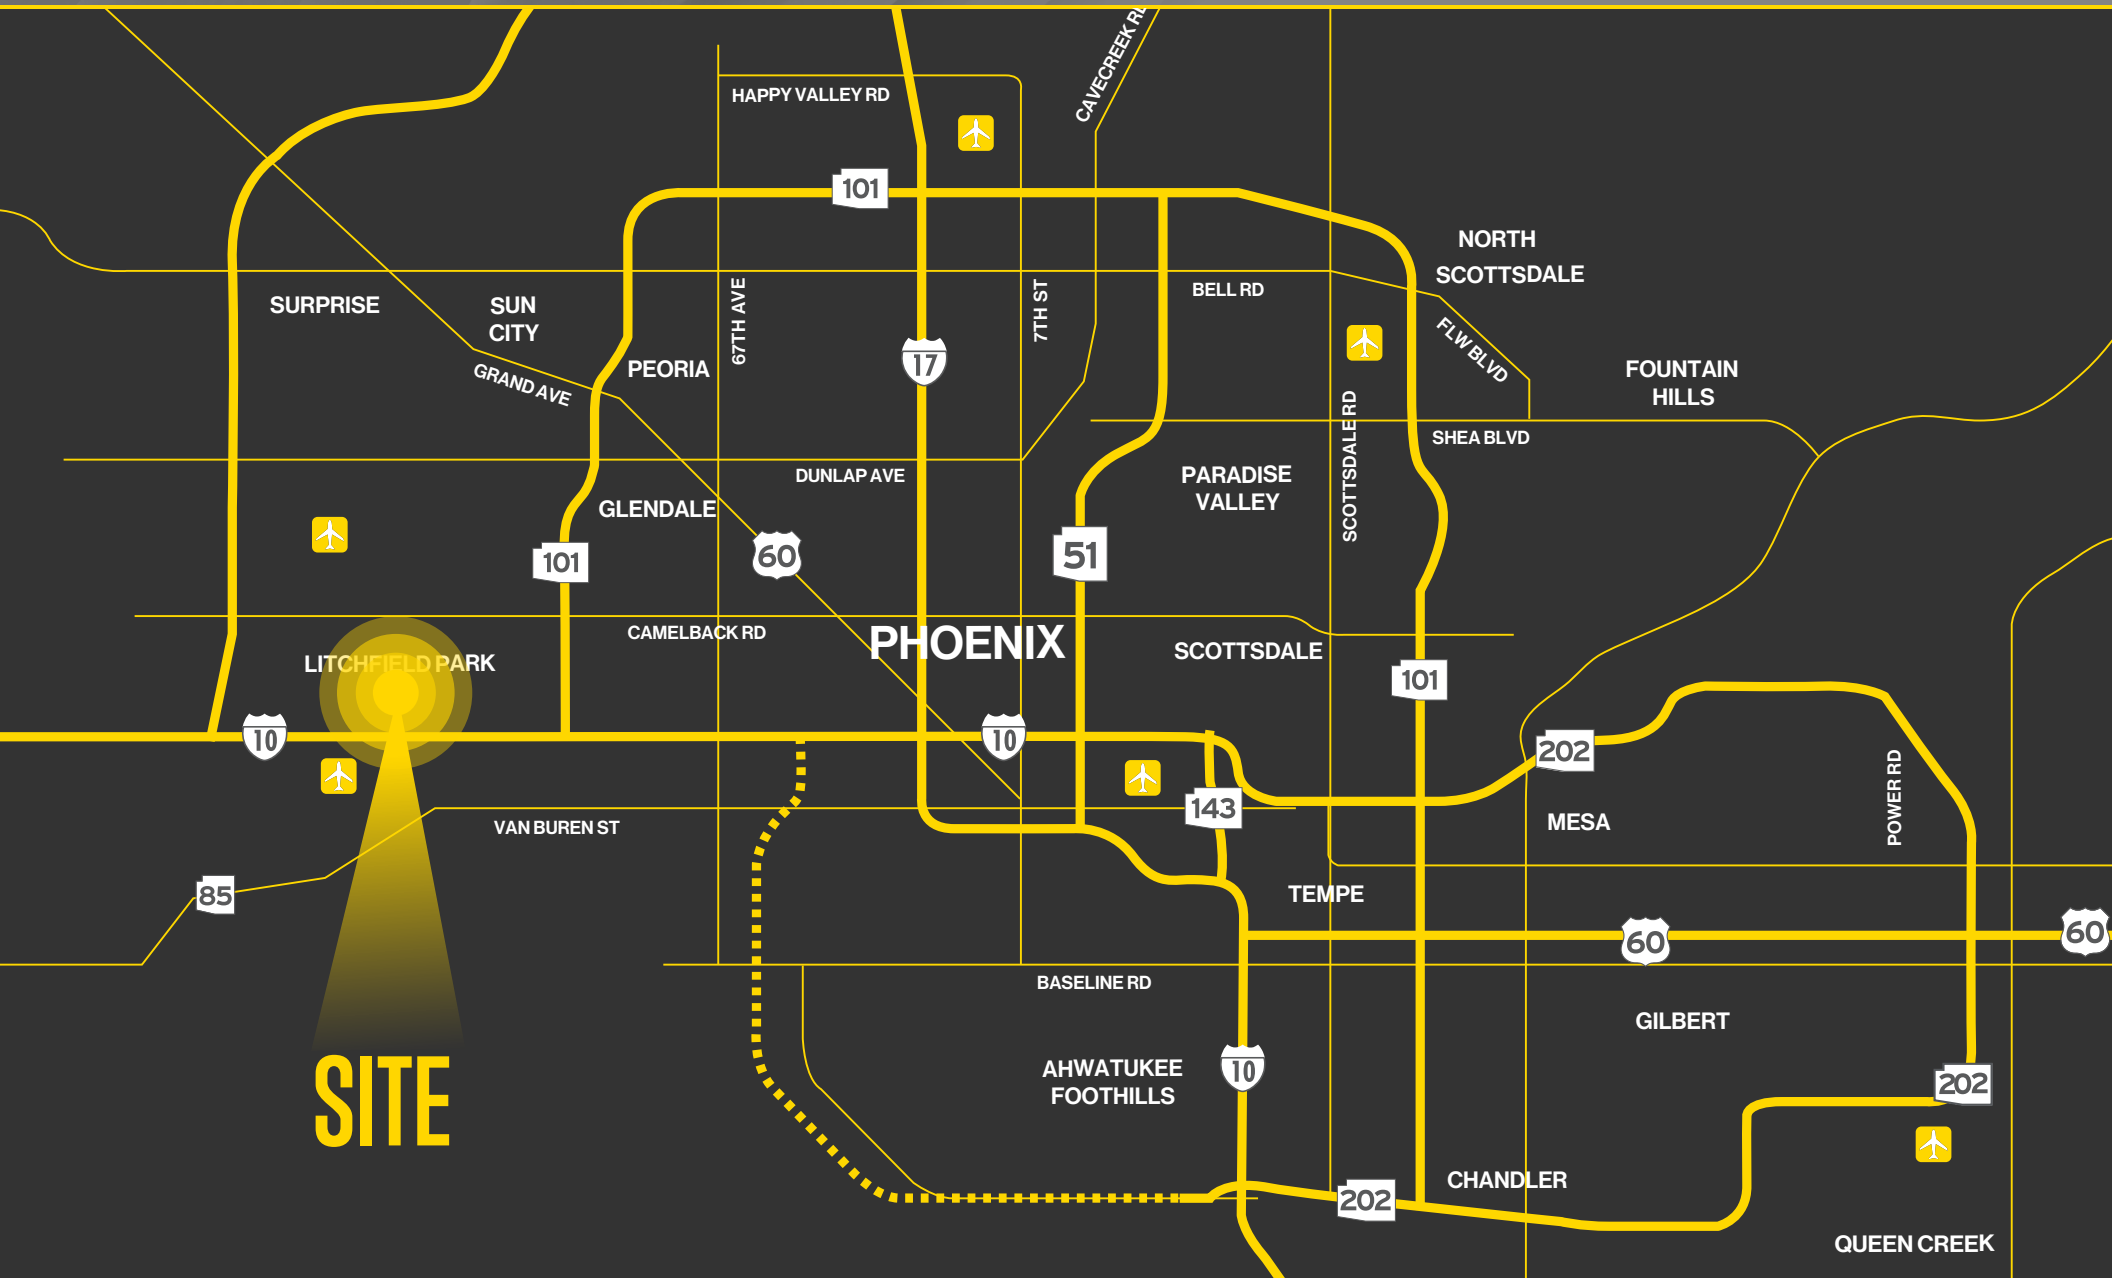 CAVECREEK RD
HAPPY VALLEY RD
101
NORTH
SCOTTSDALE
BELL RD
SURPRISE
SUN
CITY
67TH AVE
7TH ST
17
FLW BLVD
PEORIA
GRAND AVE
FOUNTAIN
HILLS
SHEA BLVD
SCOTTSDALE RD
DUNLAP AVE
PARADISE
VALLEY
GLENDALE
101
60
51
CAMELBACK RD
PHOENIX
SCOTTSDALE
LITCHFIELD PARK
101
10
10
202
143
MESA
POWER RD
VAN BUREN ST
85
TEMPE
60
60
BASELINE RD
GILBERT
AHWATUKEE
FOOTHILLS
10
202
SITE
CHANDLER
202
QUEEN CREEK